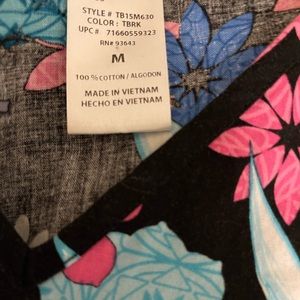 STYLE # TB15M630
COLOR : TBRK
UPC # 71660559323
RN# 93643
M
100% COTTON / ALGODON
MADE IN VIETNAM
HECHO EN VIETNAM